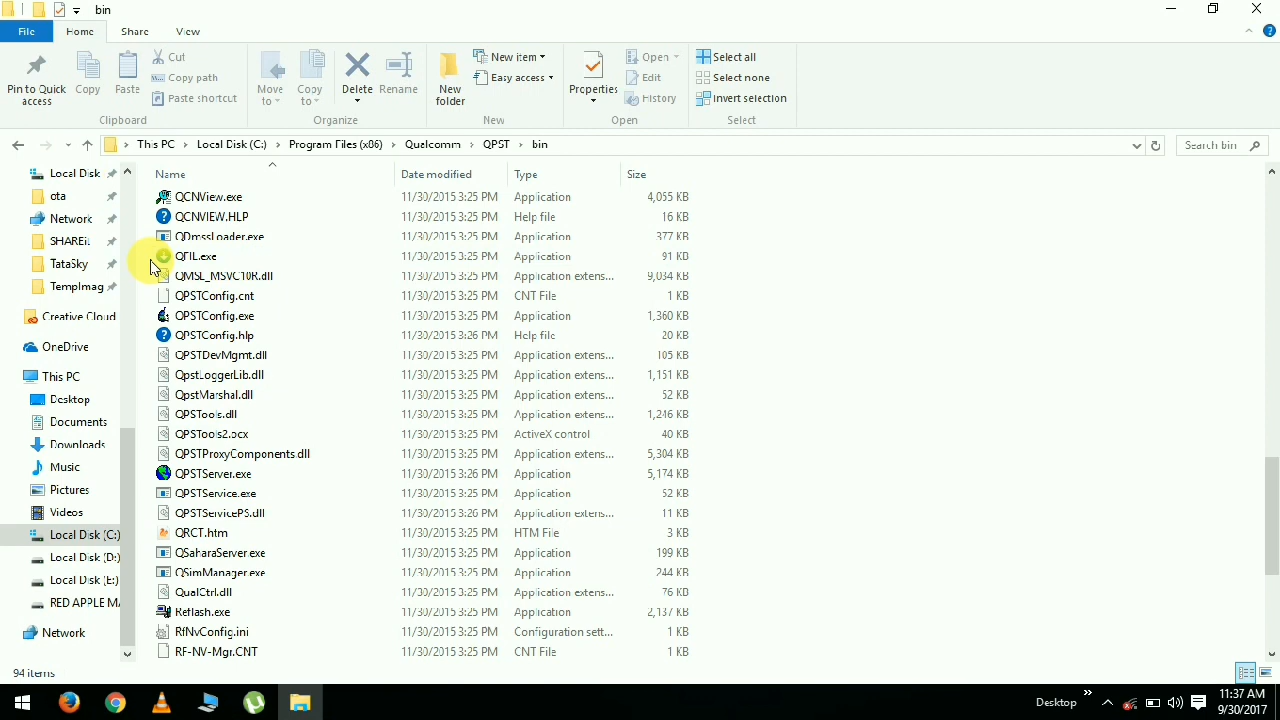 bin
File Home Share View
Pin to Quick access
Copy
Paste
Cut
Copy path
Paste shortcut
Clipboard
Move to
Copy to
Delete
Rename
Organize
New folder
New item
Easy access
New
Properties
Open
Edit
History
Open
Select all
Select none
Invert selection
Select
This PC > Local Disk (C:) > Program Files (x86) > Qualcomm > QPST > bin
Search bin
Local Disk
ota
Network
SHAREit
TataSky
TempImag
Creative Cloud
OneDrive
This PC
Desktop
Documents
Downloads
Music
Pictures
Videos
Local Disk (C:)
Local Disk (D:)
Local Disk (E:)
RED APPLE MA
Network
Name Date modified Type Size
QCNView.exe 11/30/2015 3:25 PM Application 4,055 KB
QCNVIEW.HLP 11/30/2015 3:25 PM Help file 16 KB
QDmssLoader.exe 11/30/2015 3:25 PM Application 377 KB
QFIL.exe 11/30/2015 3:25 PM Application 91 KB
QMSL_MSVC10R.dll 11/30/2015 3:25 PM Application extens... 9,034 KB
QPSTConfig.cnt 11/30/2015 3:25 PM CNT File 1 KB
QPSTConfig.exe 11/30/2015 3:25 PM Application 1,360 KB
QPSTConfig.hlp 11/30/2015 3:26 PM Help file 20 KB
QPSTDevMgmt.dll 11/30/2015 3:25 PM Application extens... 105 KB
QpstLoggerLib.dll 11/30/2015 3:25 PM Application extens... 1,151 KB
QpstMarshal.dll 11/30/2015 3:25 PM Application extens... 52 KB
QPSTools.dll 11/30/2015 3:25 PM Application extens... 1,246 KB
QPSTools2.ocx 11/30/2015 3:25 PM ActiveX control 40 KB
QPSTProxyComponents.dll 11/30/2015 3:25 PM Application extens... 5,304 KB
QPSTServer.exe 11/30/2015 3:26 PM Application 5,174 KB
QPSTService.exe 11/30/2015 3:25 PM Application 52 KB
QPSTServicePS.dll 11/30/2015 3:26 PM Application extens... 11 KB
QRCT.htm 11/30/2015 3:25 PM HTM File 3 KB
QSaharaServer.exe 11/30/2015 3:25 PM Application 199 KB
QSimManager.exe 11/30/2015 3:25 PM Application 244 KB
QualCtrl.dll 11/30/2015 3:25 PM Application extens... 76 KB
Reflash.exe 11/30/2015 3:25 PM Application 2,137 KB
RfNvConfig.ini 11/30/2015 3:25 PM Configuration sett... 1 KB
RF-NV-Mgr.CNT 11/30/2015 3:25 PM CNT File 1 KB
94 items
Desktop
11:37 AM
9/30/2017